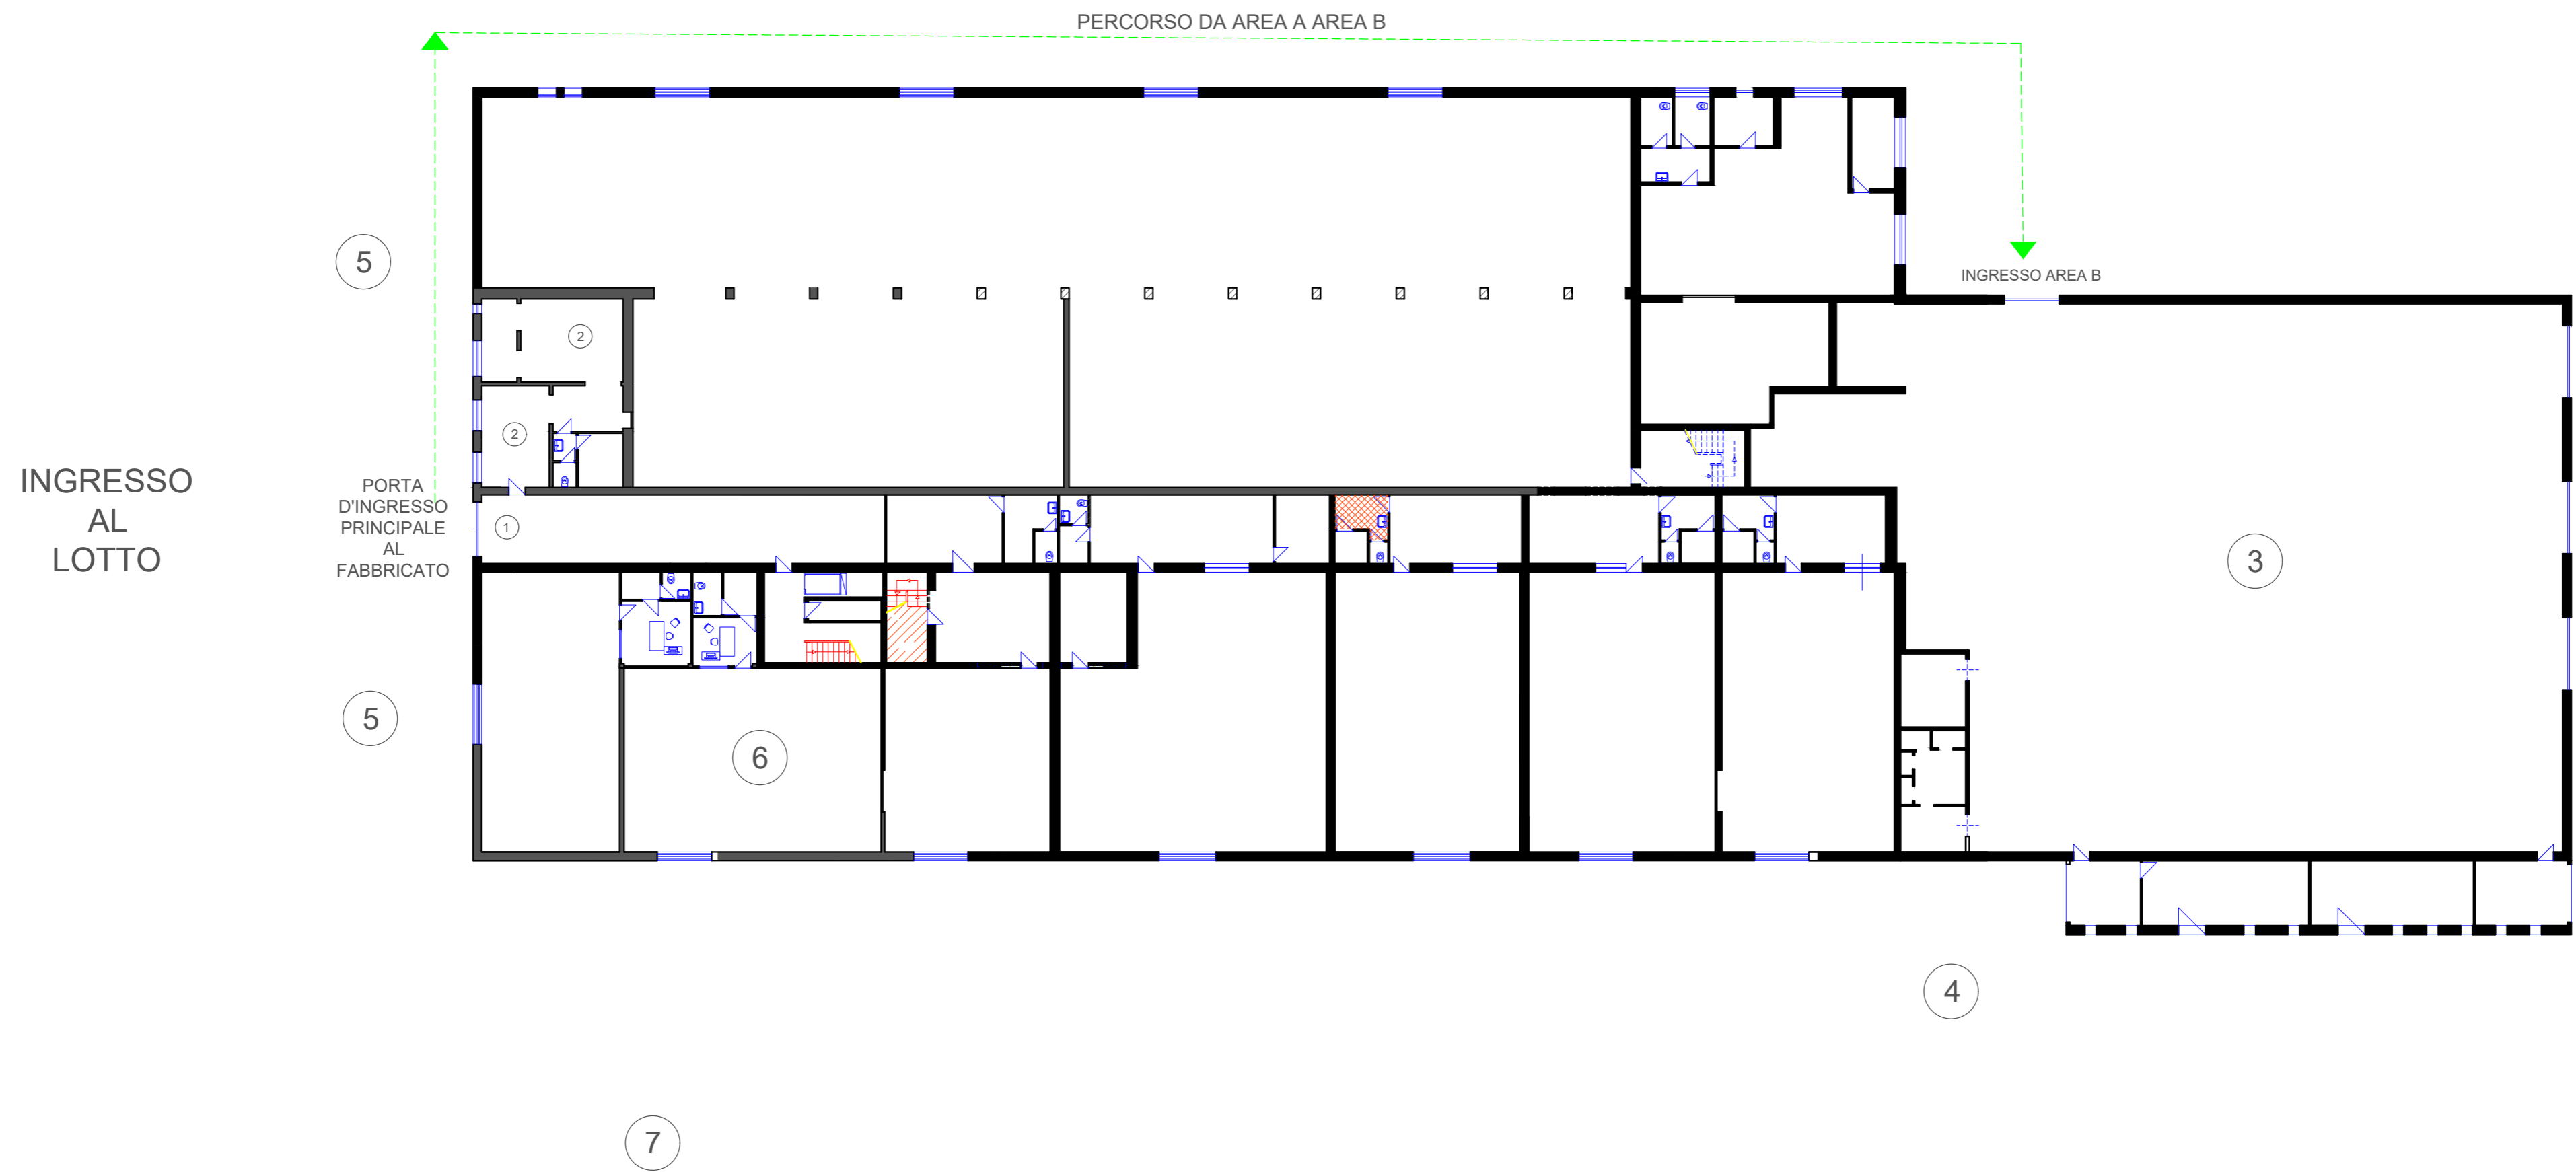 PERCORSO DA AREA A AREA B
5
INGRESSO AREA B
2
2
INGRESSO
AL
LOTTO
PORTA
D'INGRESSO
PRINCIPALE
AL
FABBRICATO
1
3
5
6
4
7